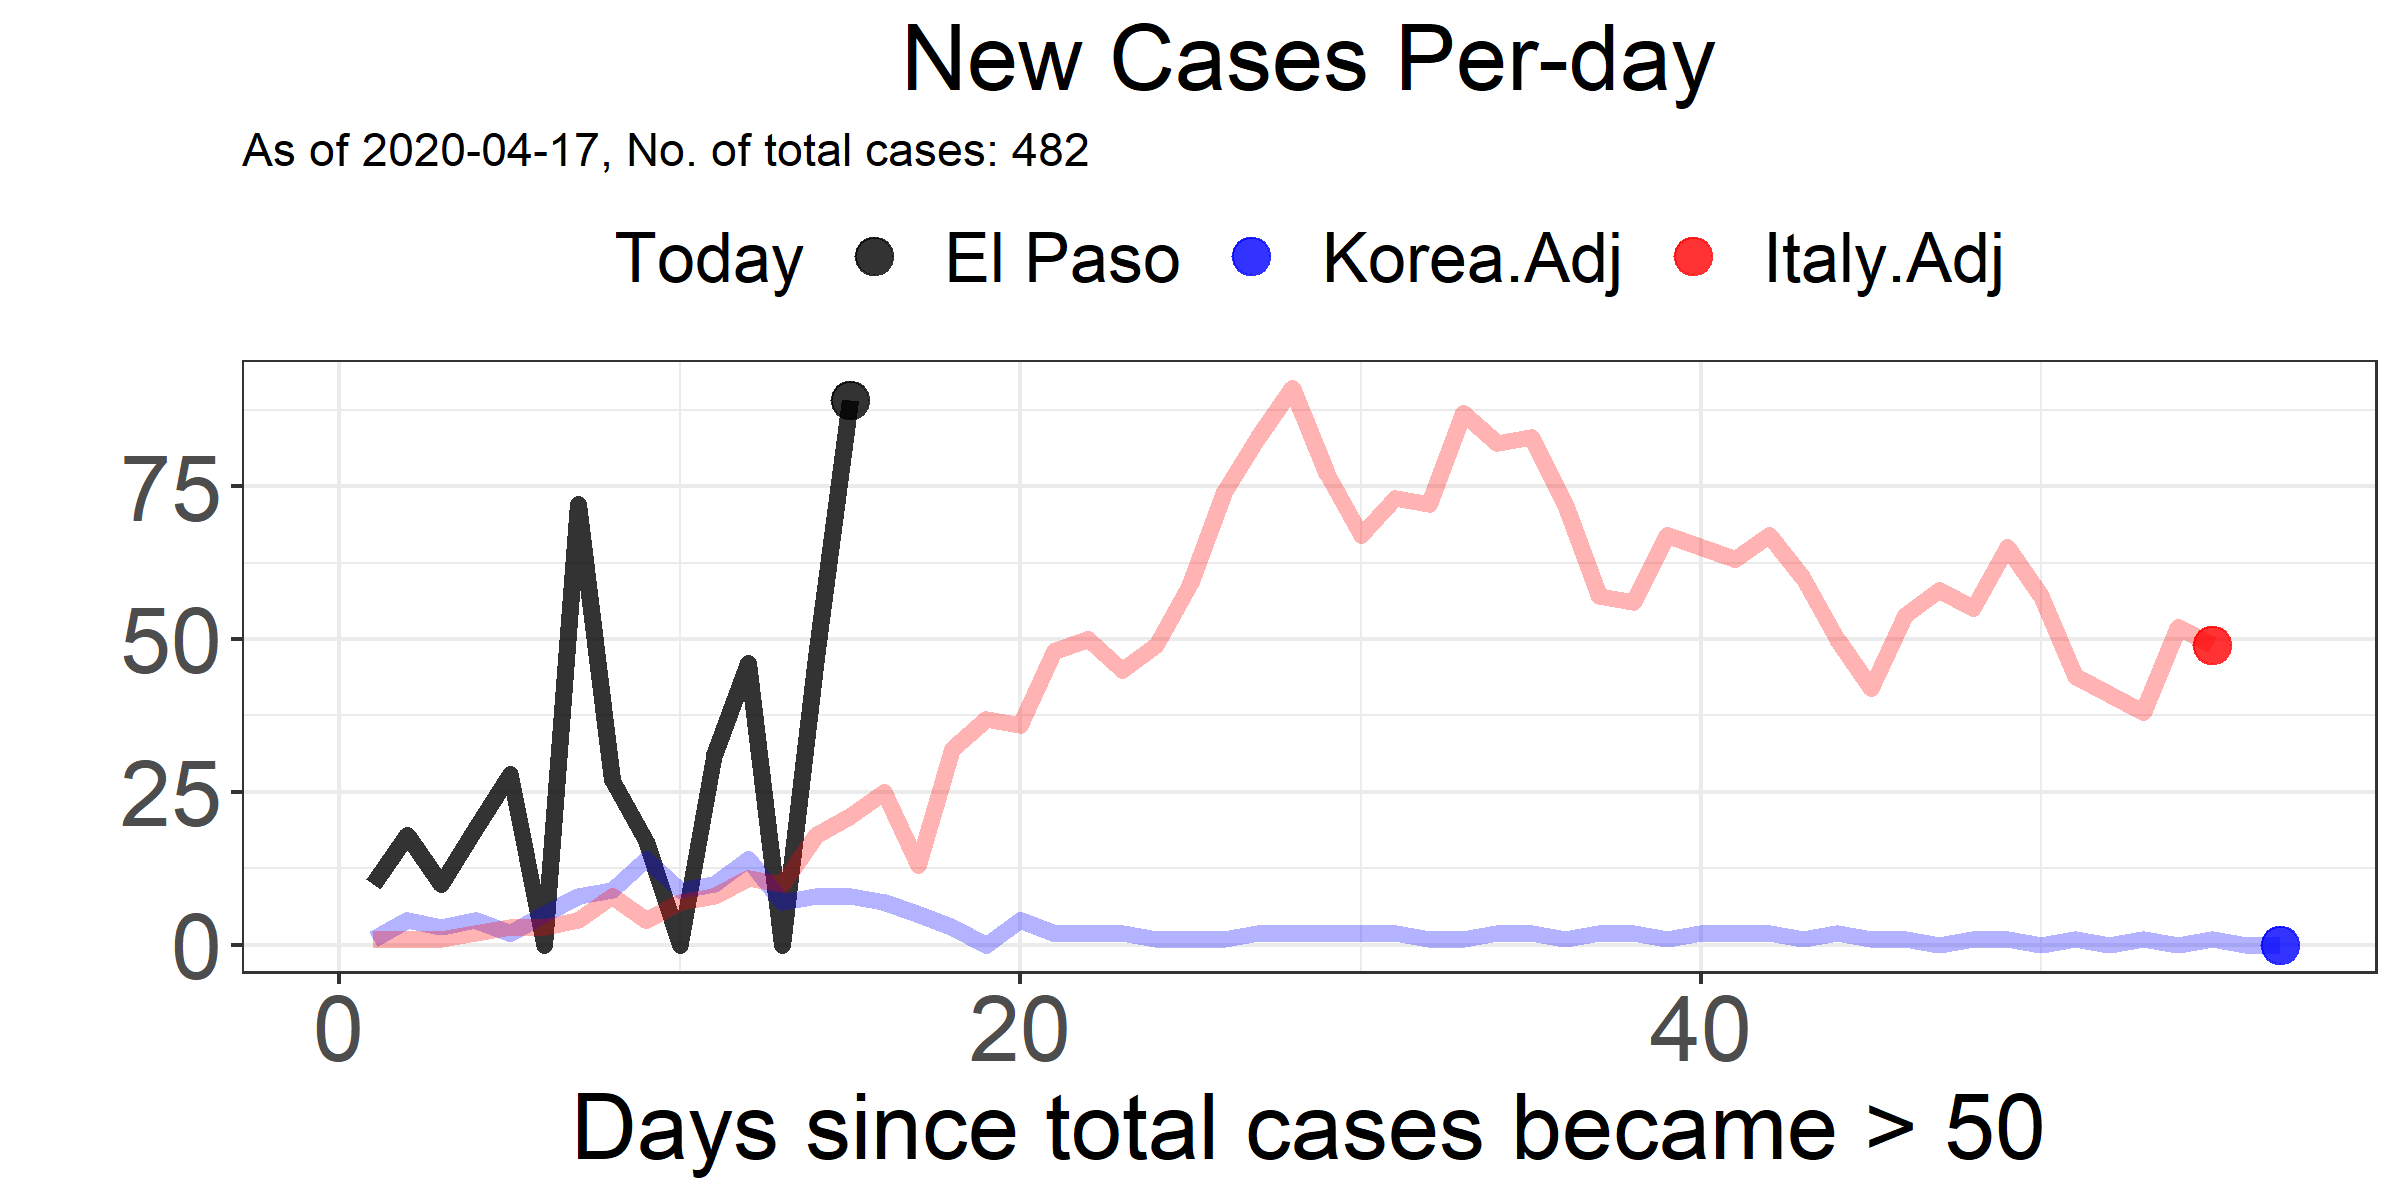 New Cases Per-day
As of 2020-04-17, No. of total cases: 482
Today El Paso Korea.Adj Italy.Adj
75
50
25
0
0 20 40
Days since total cases became > 50